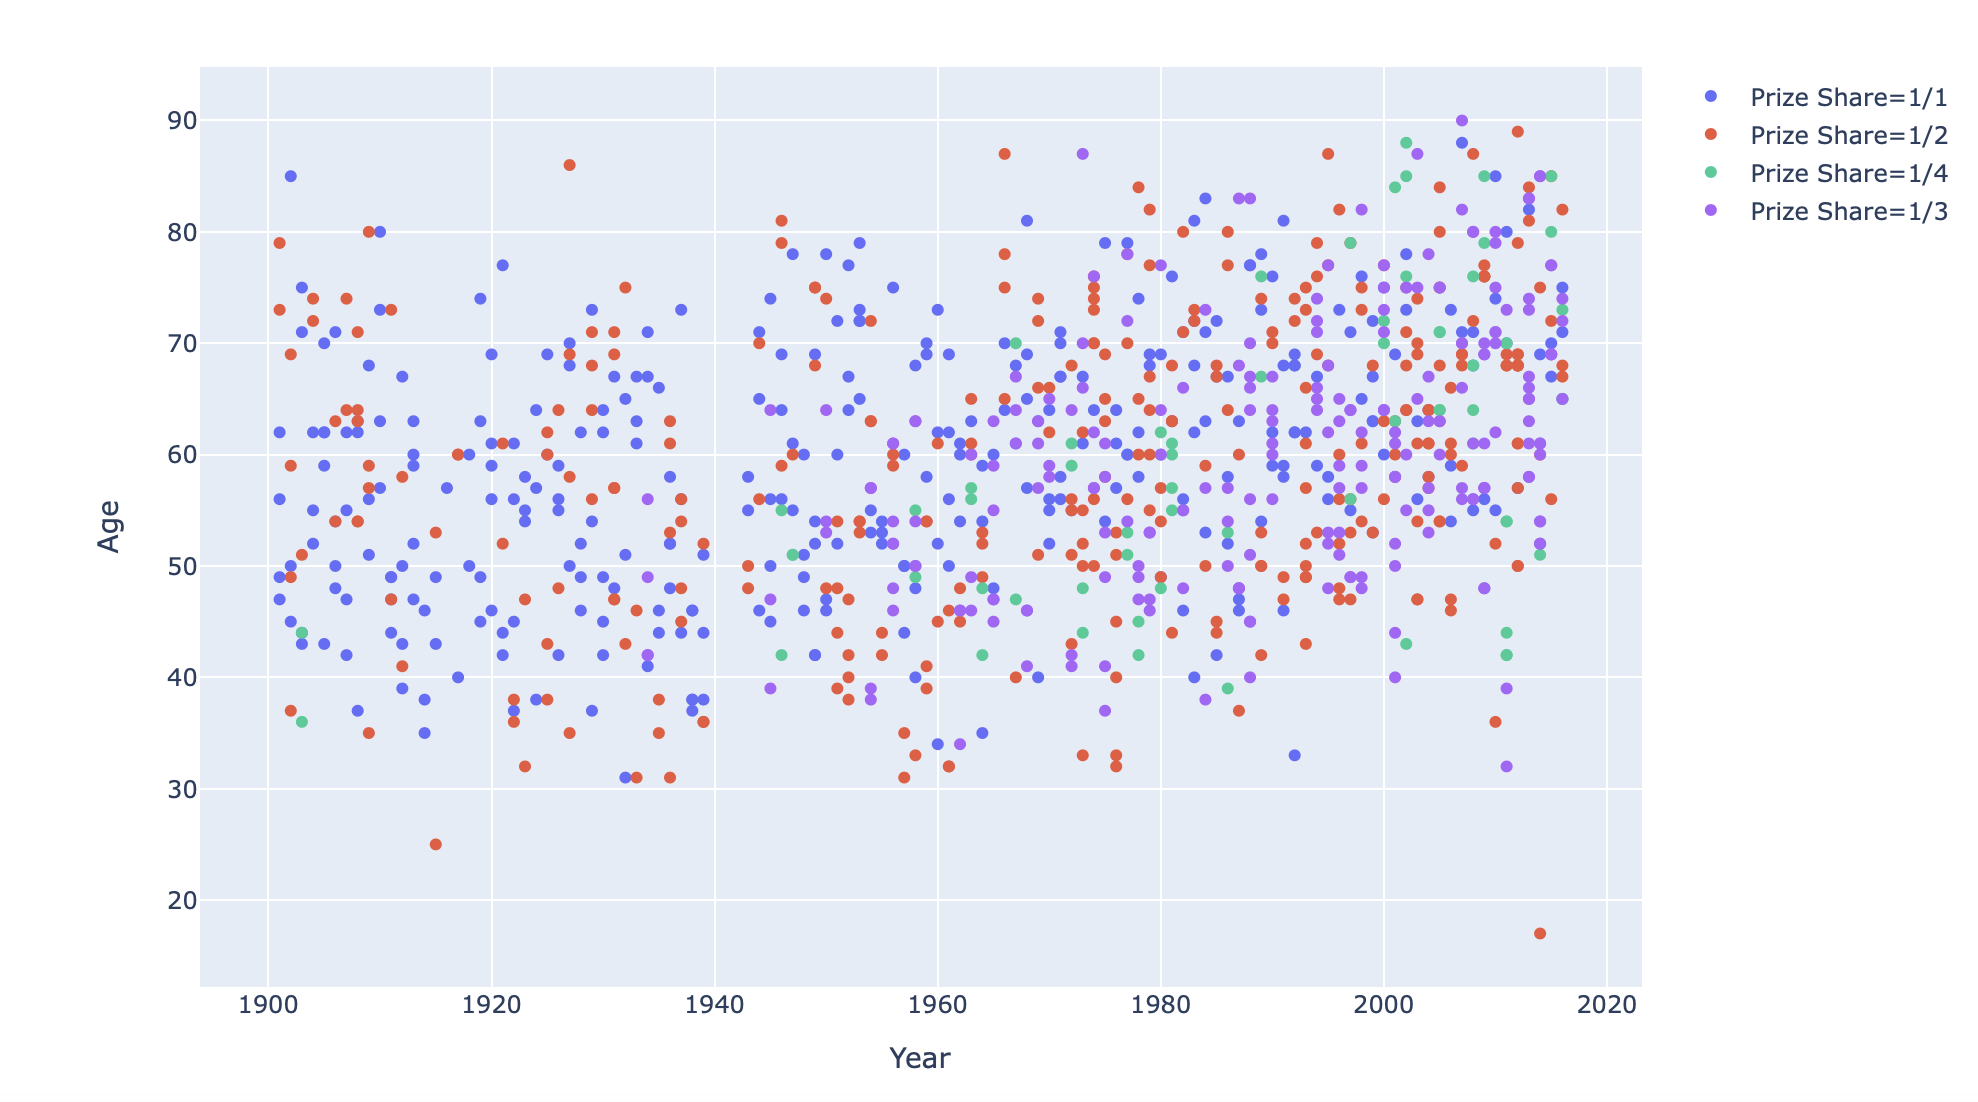 Age
90
80
70
60
50
40
30
20
1900 1920 1940 1960 1980 2000 2020
Year
Prize Share=1/1
Prize Share=1/2
Prize Share=1/4
Prize Share=1/3